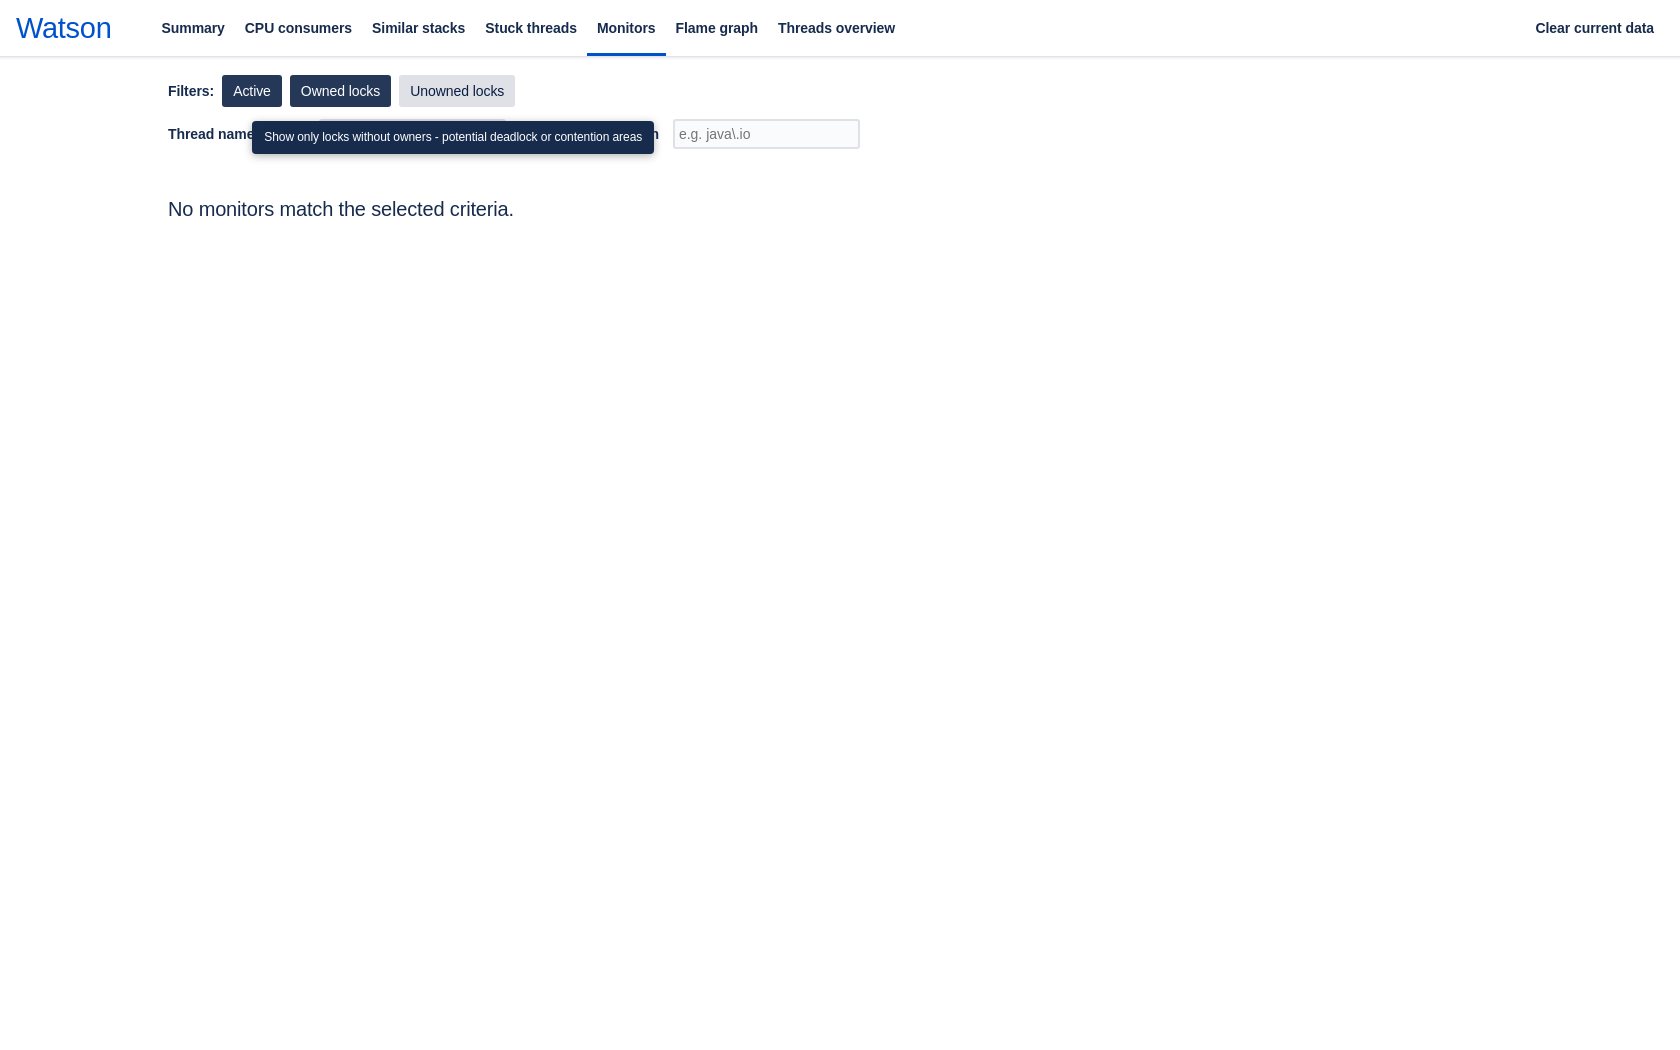 Watson Summary CPU consumers Similar stacks Stuck threads Monitors Flame graph Threads overview Clear current data
Filters: Active Owned locks Unowned locks
Thread name e.g. java\.io
Show only locks without owners - potential deadlock or contention areas
No monitors match the selected criteria.